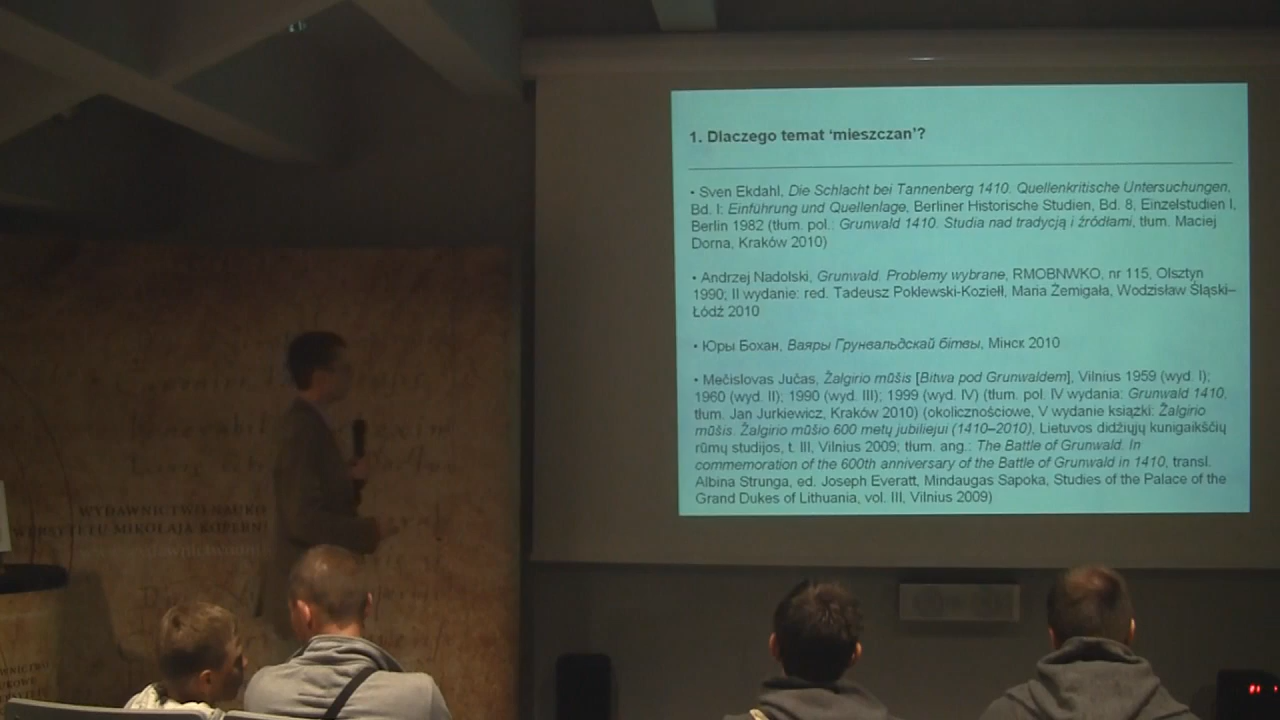 1. Dlaczego temat 'mieszczan'?
• Sven Ekdahl, Die Schlacht bei Tannenberg 1410. Quellenkritische Untersuchungen,
Bd. I: Einführung und Quellenlage, Berliner Historische Studien, Bd. 8, Einzelstudien I,
Berlin 1982 (tłum. pol.: Grunwald 1410. Studia nad tradycją i źródłami, tłum. Maciej
Dorna, Kraków 2010)
• Andrzej Nadolski, Grunwald. Problemy wybrane, RMOBNWKO, nr 115, Olsztyn
1990; II wydanie: red. Tadeusz Poklewski-Koziełł, Maria Żemigała, Wodzisław Śląski–
Łódź 2010
• Юры Бохан, Ваяры Грунвальдскай бітвы, Мінск 2010
• Mečislovas Jučas, Žalgirio mūšis [Bitwa pod Grunwaldem], Vilnius 1959 (wyd. I);
1960 (wyd. II); 1990 (wyd. III); 1999 (wyd. IV) (tłum. pol. IV wydania: Grunwald 1410,
tłum. Jan Jurkiewicz, Kraków 2010) (okolicznościowe, V wydanie książki: Žalgirio
mūšis. Žalgirio mūšio 600 metų jubiliejui (1410–2010), Lietuvos didžiųjų kunigaikščių
rūmų studijos, t. III, Vilnius 2009; tłum. ang.: The Battle of Grunwald. In
commemoration of the 600th anniversary of the Battle of Grunwald in 1410, transl.
Albina Strunga, ed. Joseph Everatt, Mindaugas Šapoka, Studies of the Palace of the
Grand Dukes of Lithuania, vol. III, Vilnius 2009)
WYDAWNICTWO NAUKO
WERSYTETU MIKOŁAJA KOPERNI